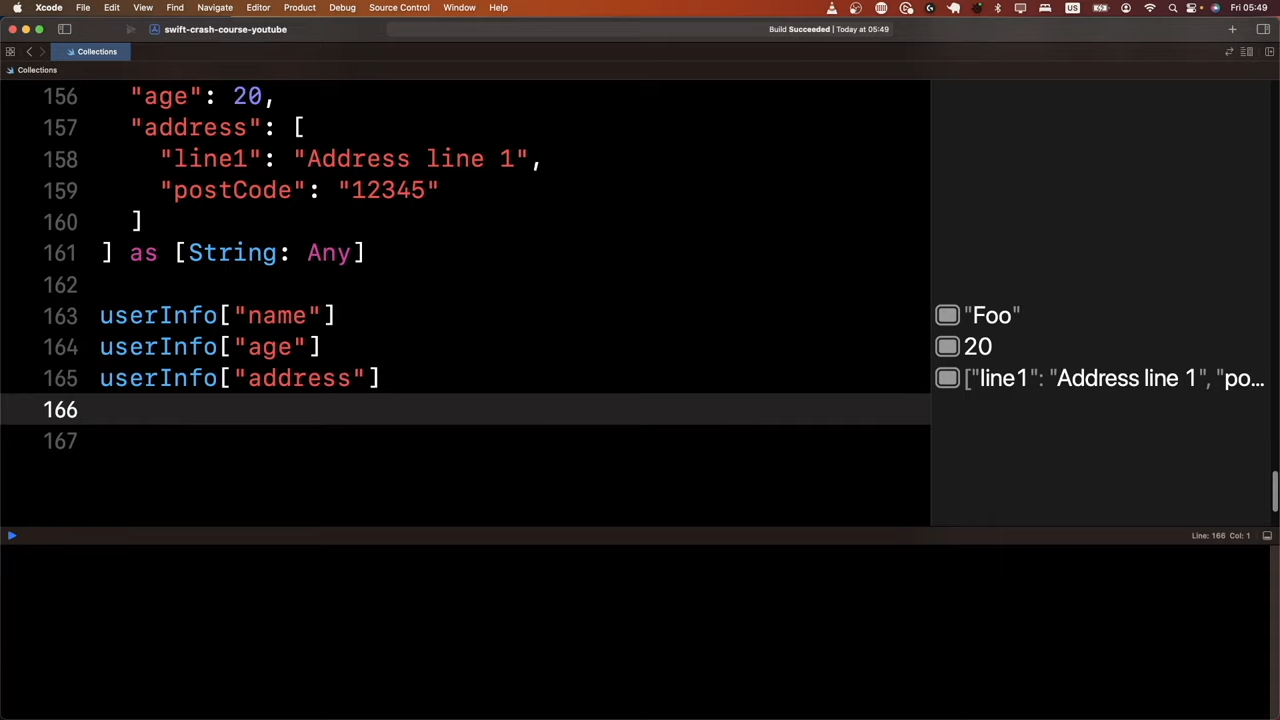 Xcode File Edit View Find Navigate Editor Product Debug Source Control Window Help US Fri 05:49
swift-crash-course-youtube Build Succeeded | Today at 05:49
Collections
Collections
156 "age": 20,
157 "address": [
158 "line1": "Address line 1",
159 "postCode": "12345"
160 ]
161 ] as [String: Any]
162
163 userInfo["name"] "Foo"
164 userInfo["age"] 20
165 userInfo["address"] ["line1": "Address line 1", "po...
166
167
Line: 166 Col: 1